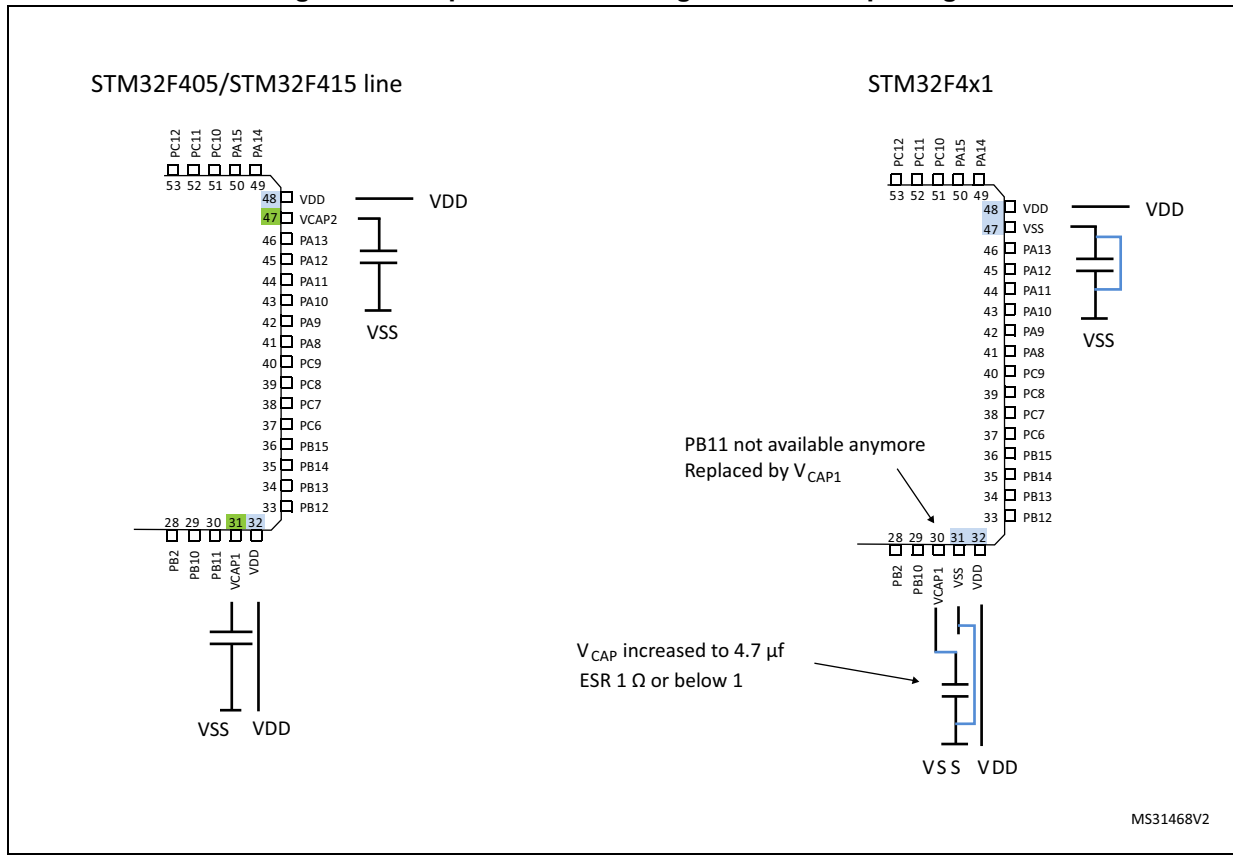 STM32F405/STM32F415 line
PC12
PC11
PC10
PA15
PA14
53 52 51 50 49
48 VDD
VDD
47 VCAP2
46 PA13
45 PA12
44 PA11
43 PA10
42 PA9
VSS
41 PA8
40 PC9
39 PC8
38 PC7
37 PC6
36 PB15
35 PB14
34 PB13
33 PB12
28 29 30 31 32
PB2
PB10
PB11
VCAP1
VDD
VSS VDD
STM32F4x1
PC12
PC11
PC10
PA15
PA14
53 52 51 50 49
48 VDD
VDD
47 VSS
46 PA13
45 PA12
44 PA11
43 PA10
42 PA9
VSS
41 PA8
40 PC9
39 PC8
38 PC7
37 PC6
36 PB15
35 PB14
34 PB13
33 PB12
PB11 not available anymore
Replaced by VCAP1
28 29 30 31 32
PB2
PB10
VCAP1
VSS
VDD
VCAP increased to 4.7 µf
ESR 1 Ω or below 1
VSS VDD
MS31468V2